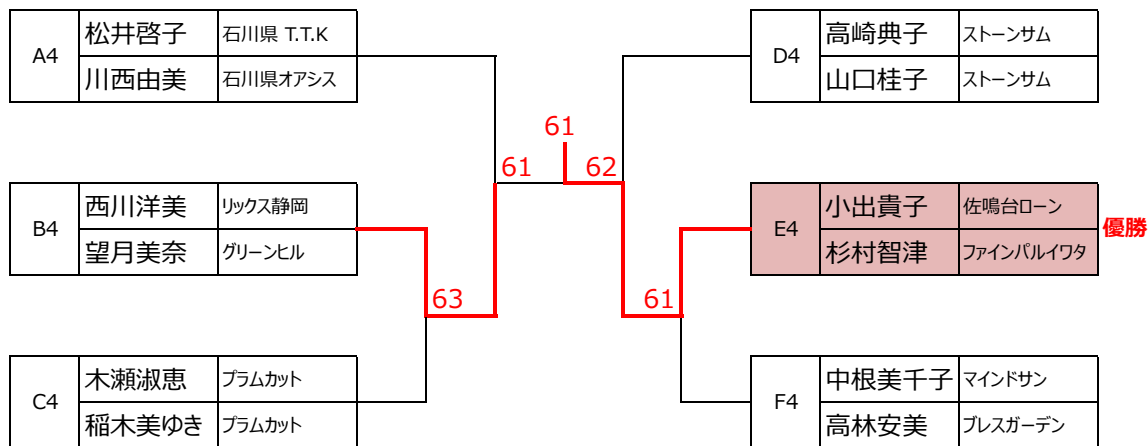 A4
松井啓子 石川県 T.T.K
川西由美 石川県オアシス
D4
高崎典子 ストーンサム
山口桂子 ストーンサム
61
61 62
B4
西川洋美 リックス静岡
望月美奈 グリーンヒル
E4
小出貴子 佐鳴台ローン
杉村智津 ファインパルイワタ
優勝
63 61
C4
木瀬淑恵 プラムカット
稲木美ゆき プラムカット
F4
中根美千子 マインドサン
高林安美 ブレスガーデン